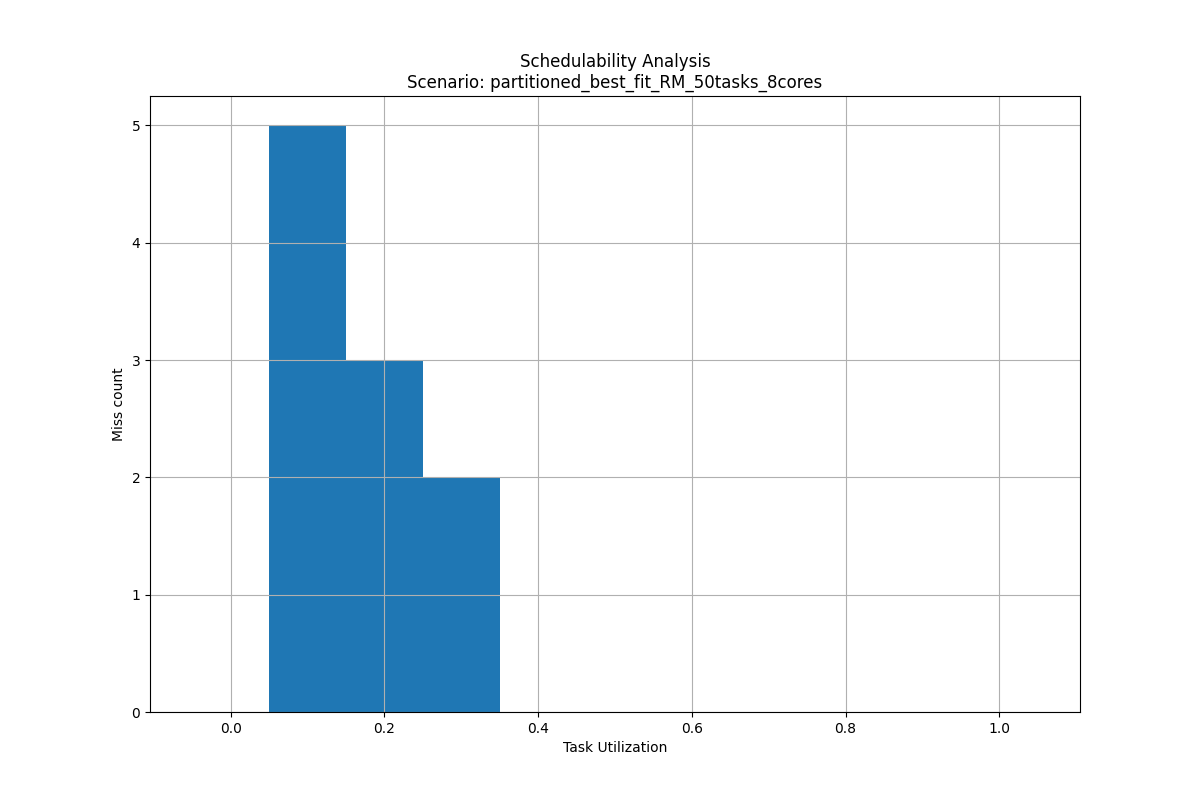 Schedulability Analysis
Scenario: partitioned_best_fit_RM_50tasks_8cores
5
4
3
2
1
0
Miss count
0.0 0.2 0.4 0.6 0.8 1.0
Task Utilization